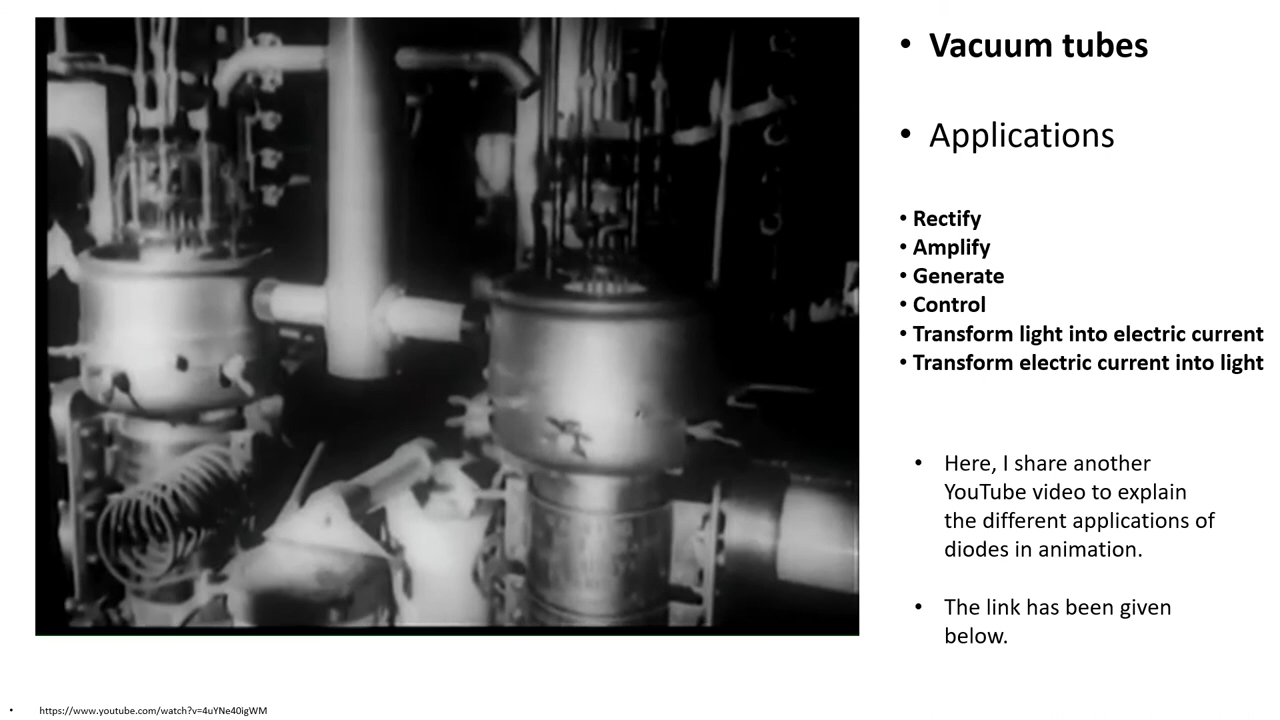 • Vacuum tubes
• Applications
• Rectify
• Amplify
• Generate
• Control
• Transform light into electric current
• Transform electric current into light
• Here, I share another
YouTube video to explain
the different applications of
diodes in animation.
• The link has been given
below.
• https://www.youtube.com/watch?v=4uYNe40igWM